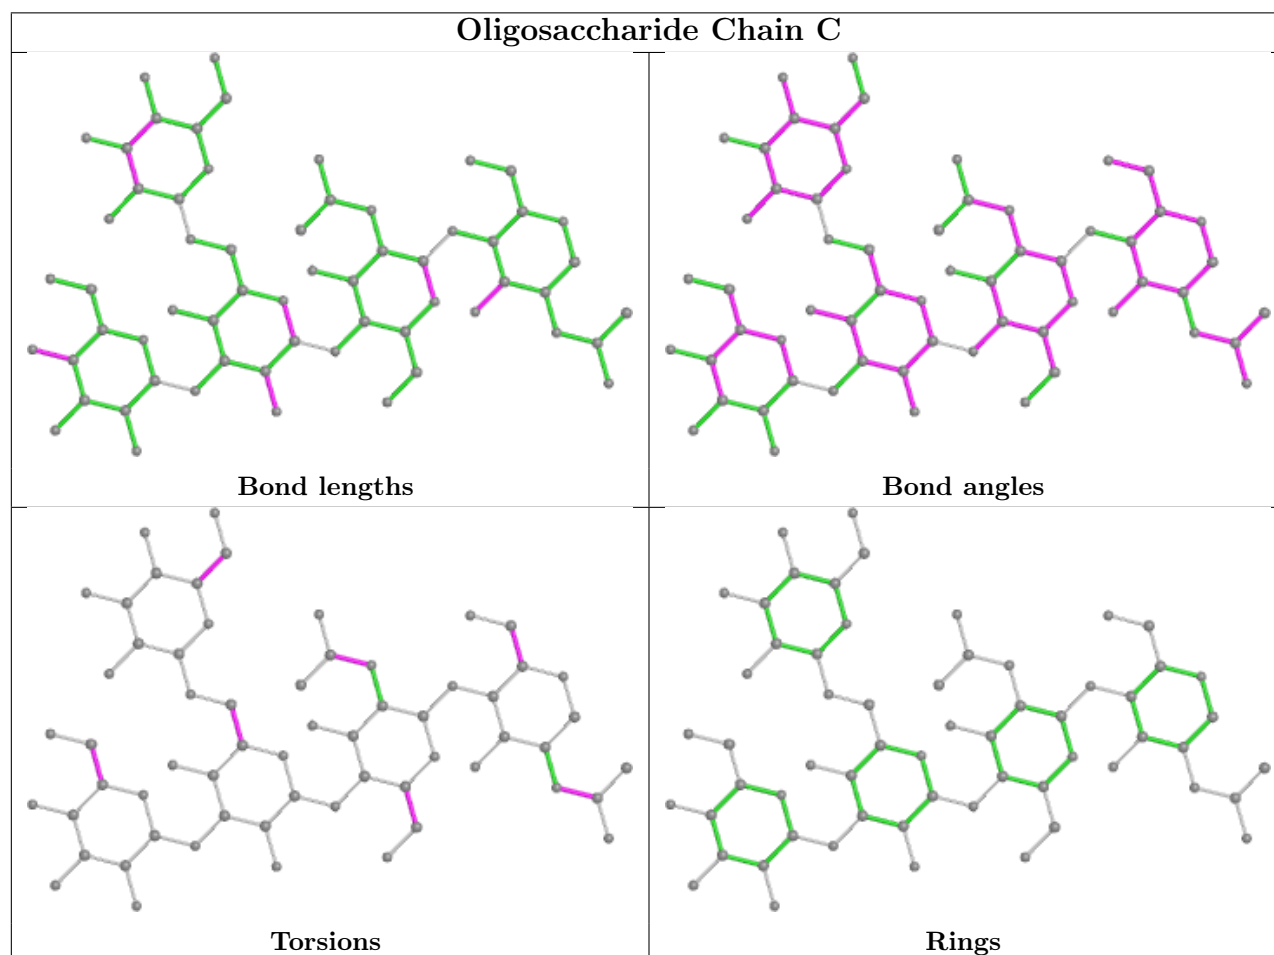 Oligosaccharide Chain C
Bond lengths
Bond angles
Torsions
Rings